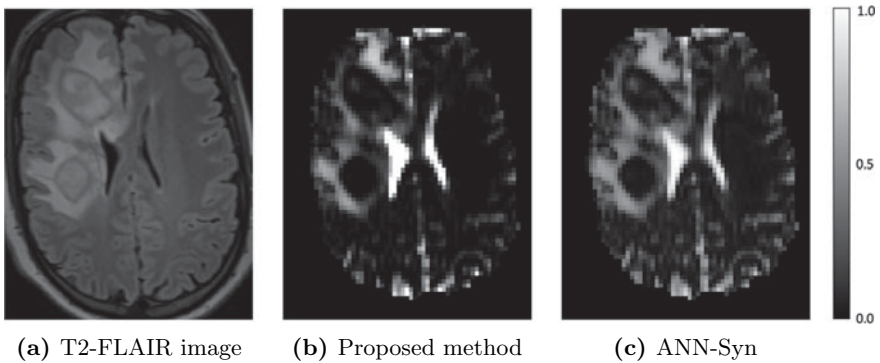 1.0
0.5
0.0
(a) T2-FLAIR image
(b) Proposed method
(c) ANN-Syn